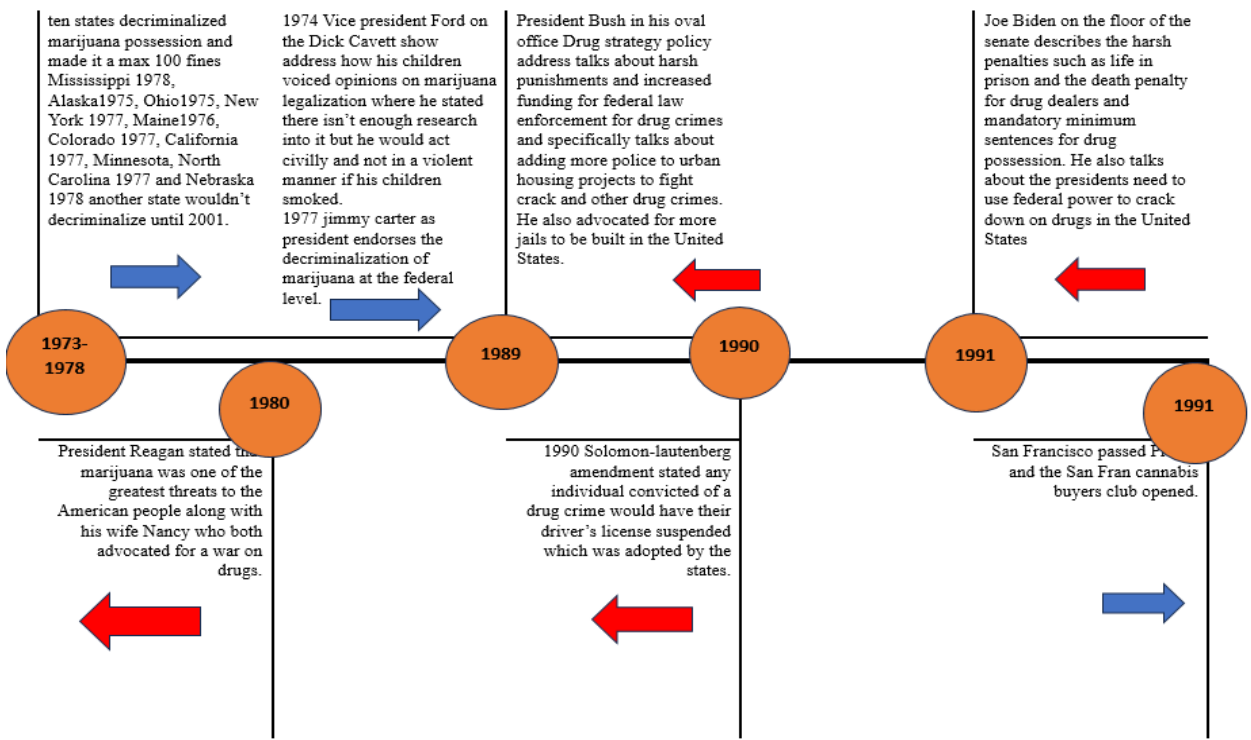 ten states decriminalized
marijuana possession and
made it a max 100 fines
Mississippi 1978,
Alaska1975, Ohio1975, New
York 1977, Maine1976,
Colorado 1977, California
1977, Minnesota, North
Carolina 1977 and Nebraska
1978 another state wouldn’t
decriminalize until 2001.
1974 Vice president Ford on
the Dick Cavett show
address how his children
voiced opinions on marijuana
legalization where he stated
there isn’t enough research
into it but he would act
civilly and not in a violent
manner if his children
smoked.
1977 jimmy carter as
president endorses the
decriminalization of
marijuana at the federal
level.
President Bush in his oval
office Drug strategy policy
address talks about harsh
punishments and increased
funding for federal law
enforcement for drug crimes
and specifically talks about
adding more police to urban
housing projects to fight
crack and other drug crimes.
He also advocated for more
jails to be built in the United
States.
Joe Biden on the floor of the
senate describes the harsh
penalties such as life in
prison and the death penalty
for drug dealers and
mandatory minimum
sentences for drug
possession. He also talks
about the presidents need to
use federal power to crack
down on drugs in the United
States
1973-
1978
1980
1989
1990
1991
1991
President Reagan stated
marijuana was one of the
greatest threats to the
American people along with
his wife Nancy who both
advocated for a war on
drugs.
1990 Solomon-lautenberg
amendment stated any
individual convicted of a
drug crime would have their
driver’s license suspended
which was adopted by the
states.
San Francisco passed
and the San Fran cannabis
buyers club opened.